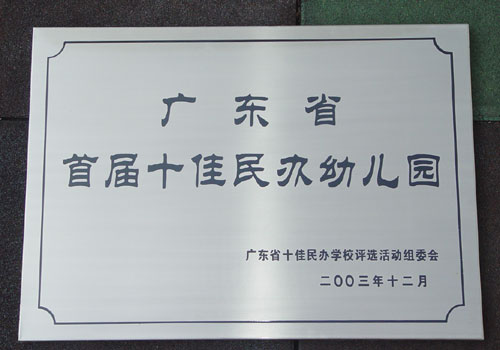 广东省
首届十佳民办幼儿园
广东省十佳民办学校评选活动组委会
二〇〇三年十二月